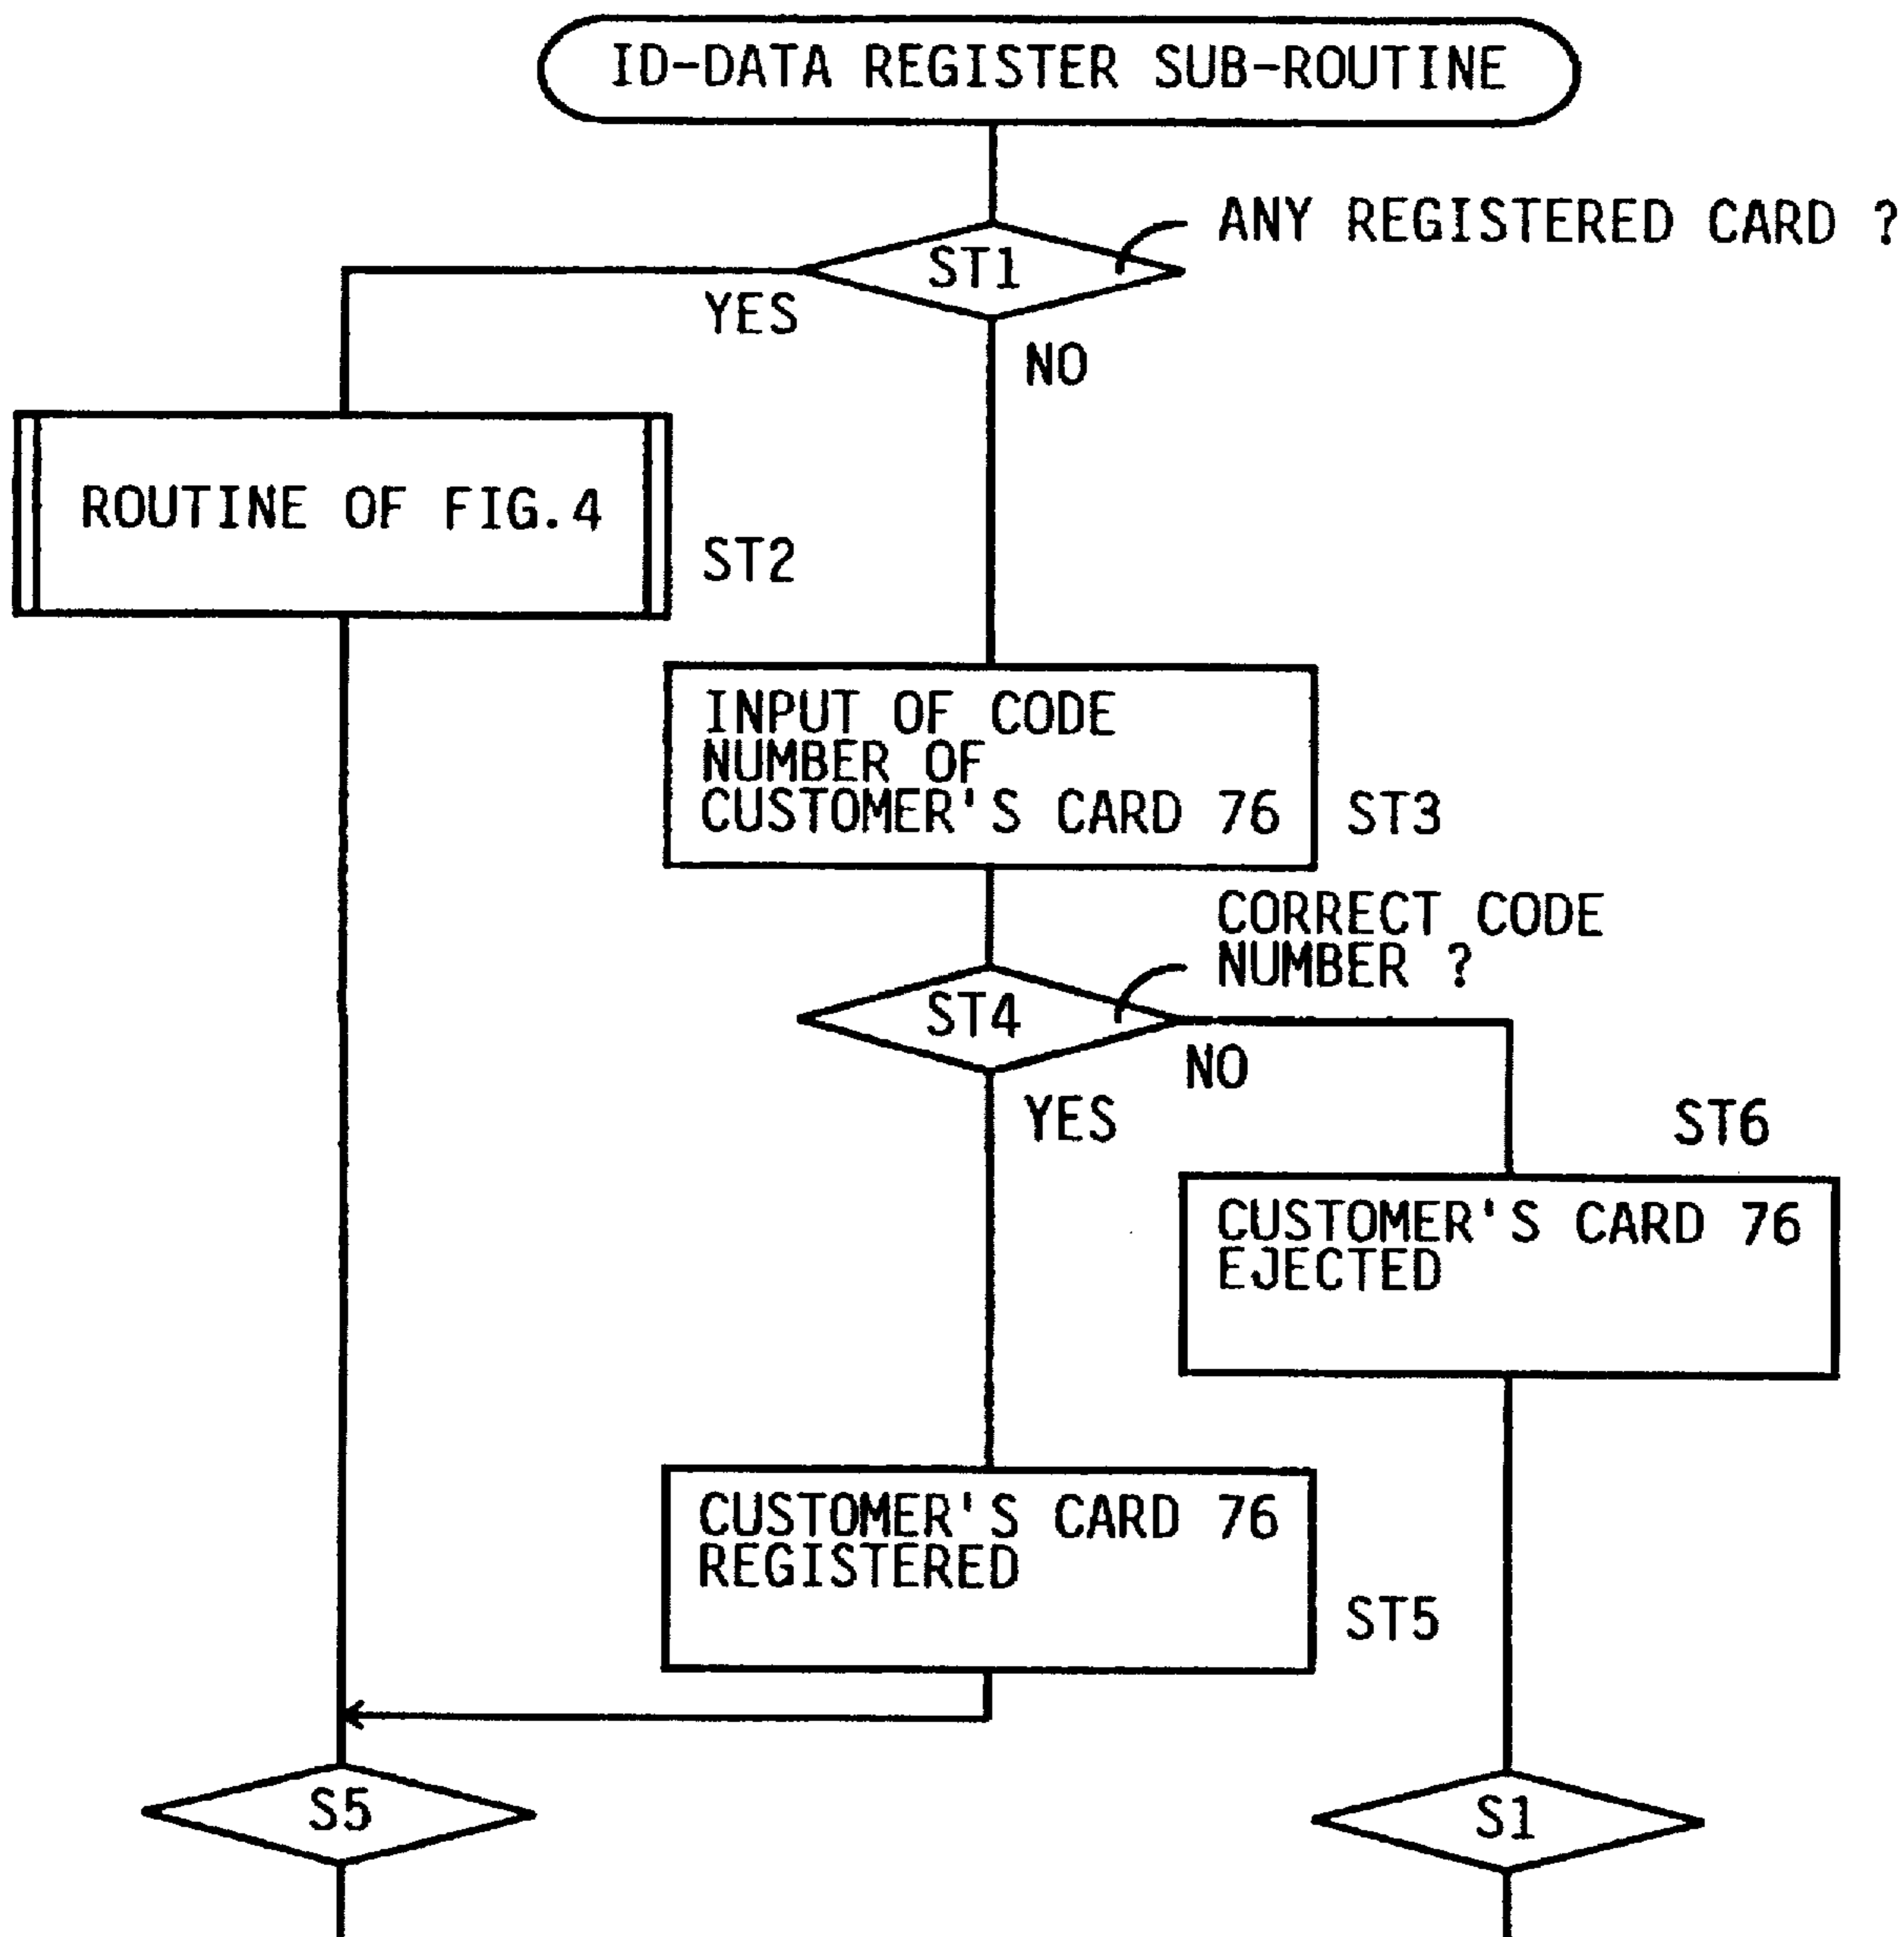 ID-DATA REGISTER SUB-ROUTINE
ANY REGISTERED CARD ?
ST1
YES
NO
ROUTINE OF FIG.4
ST2
INPUT OF CODE
NUMBER OF
CUSTOMER'S CARD 76
ST3
CORRECT CODE
NUMBER ?
ST4
NO
YES
ST6
CUSTOMER'S CARD 76
EJECTED
CUSTOMER'S CARD 76
REGISTERED
ST5
S5
S1